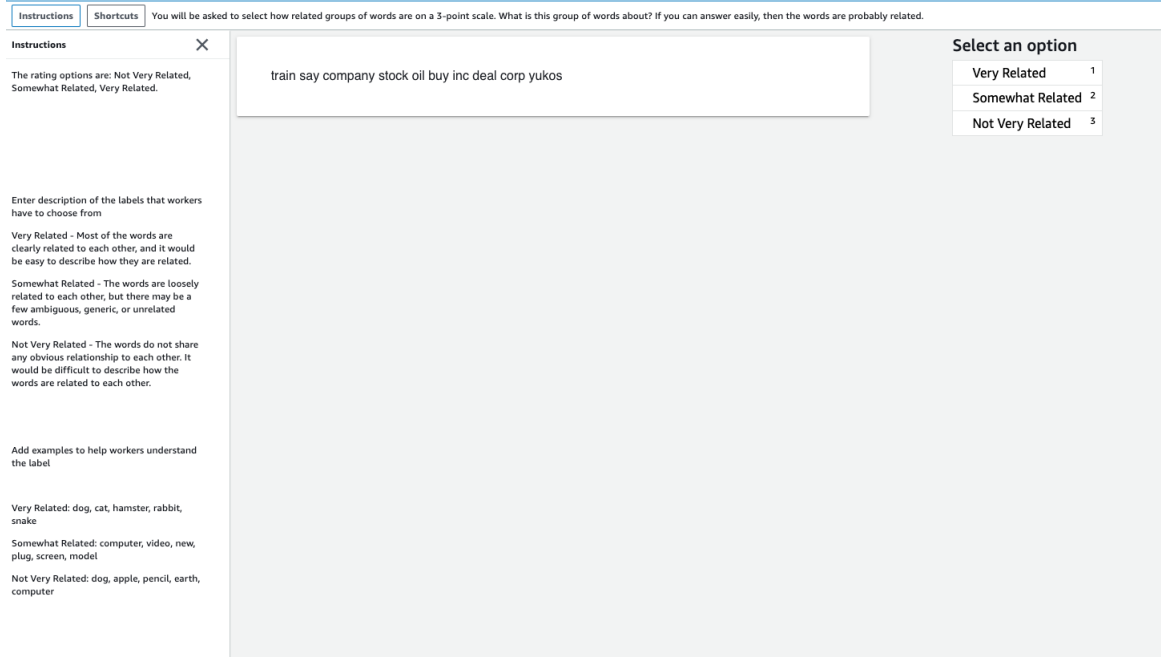 Instructions Shortcuts You will be asked to select how related groups of words are on a 3-point scale. What is this group of words about? If you can answer easily, then the words are probably related.
Instructions
The rating options are: Not Very Related,
Somewhat Related, Very Related.
Enter description of the labels that workers
have to choose from
Very Related - Most of the words are
clearly related to each other, and it would
be easy to describe how they are related.
Somewhat Related - The words are loosely
related to each other, but there may be a
few ambiguous, generic, or unrelated
words.
Not Very Related - The words do not share
any obvious relationship to each other. It
would be difficult to describe how the
words are related to each other.
Add examples to help workers understand
the label
Very Related: dog, cat, hamster, rabbit,
snake
Somewhat Related: computer, video, new,
plug, screen, model
Not Very Related: dog, apple, pencil, earth,
computer
train say company stock oil buy inc deal corp yukos
Select an option
Very Related 1
Somewhat Related 2
Not Very Related 3